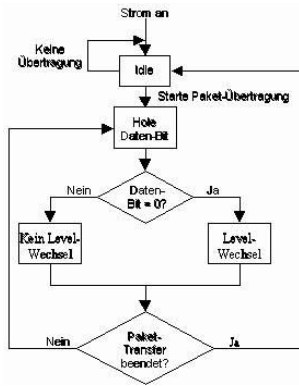 Strom an
Keine
Übertragung
Idle
Starte Paket-Übertragung
Hole
Daten-Bit
Nein
Daten-
Bit = 0?
Ja
Kein Level-
Wechsel
Level-
Wechsel
Nein
Paket-
Transfer
beendet?
Ja